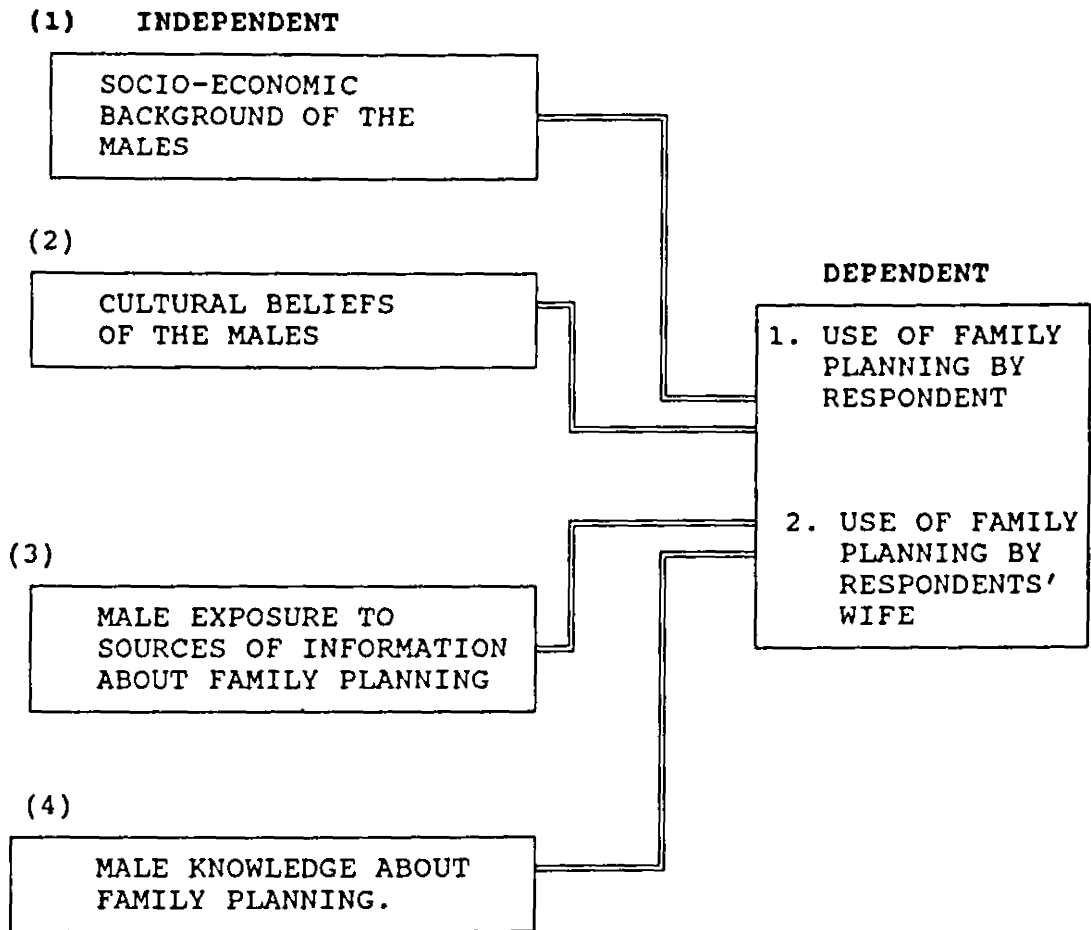 (1) INDEPENDENT
SOCIO-ECONOMIC
BACKGROUND OF THE
MALES
(2)
CULTURAL BELIEFS
OF THE MALES
(3)
MALE EXPOSURE TO
SOURCES OF INFORMATION
ABOUT FAMILY PLANNING
(4)
MALE KNOWLEDGE ABOUT
FAMILY PLANNING.
DEPENDENT
1. USE OF FAMILY
PLANNING BY
RESPONDENT
2. USE OF FAMILY
PLANNING BY
RESPONDENTS'
WIFE